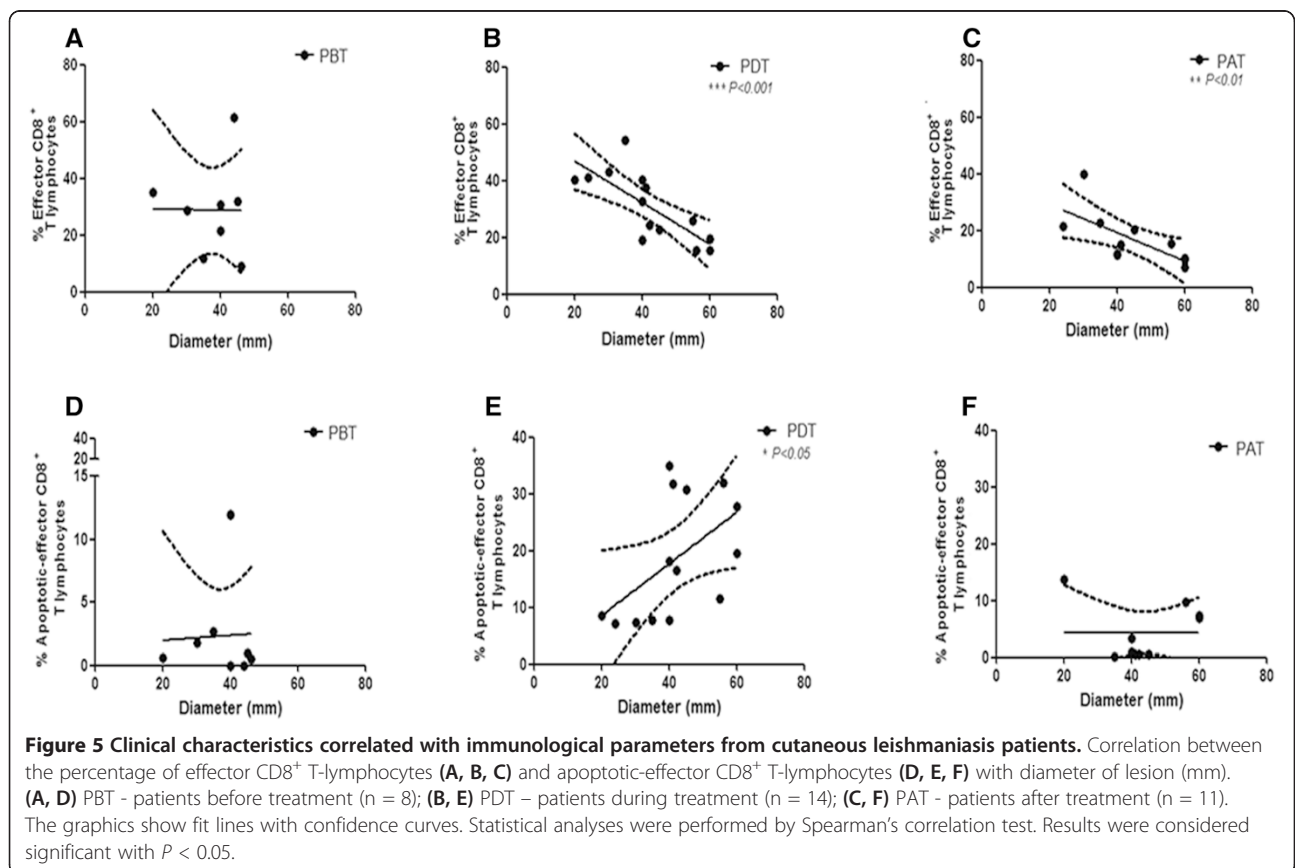 A
PBT
% Effector CD8+
T lymphocytes
80
60
40
20
0
0 20 40 60 80
Diameter (mm)
B
PDT
*** P<0.001
% Effector CD8+
T lymphocytes
80
60
40
20
0
0 20 40 60 80
Diameter (mm)
C
PAT
** P<0.01
% Effector CD8+
T lymphocytes
80
60
40
20
0
0 20 40 60 80
Diameter (mm)
D
PBT
% Apoptotic-effector CD8+
T lymphocytes
40
20
15
10
5
0
0 20 40 60 80
Diameter (mm)
E
PDT
* P<0.05
% Apoptotic-effector CD8+
T lymphocytes
40
30
20
10
0
0 20 40 60 80
Diameter (mm)
F
PAT
% Apoptotic-effector CD8+
T lymphocytes
40
30
20
10
0
0 20 40 60 80
Diameter (mm)
Figure 5 Clinical characteristics correlated with immunological parameters from cutaneous leishmaniasis patients. Correlation between
the percentage of effector CD8+ T-lymphocytes (A, B, C) and apoptotic-effector CD8+ T-lymphocytes (D, E, F) with diameter of lesion (mm).
(A, D) PBT - patients before treatment (n = 8); (B, E) PDT – patients during treatment (n = 14); (C, F) PAT - patients after treatment (n = 11).
The graphics show fit lines with confidence curves. Statistical analyses were performed by Spearman's correlation test. Results were considered
significant with P < 0.05.